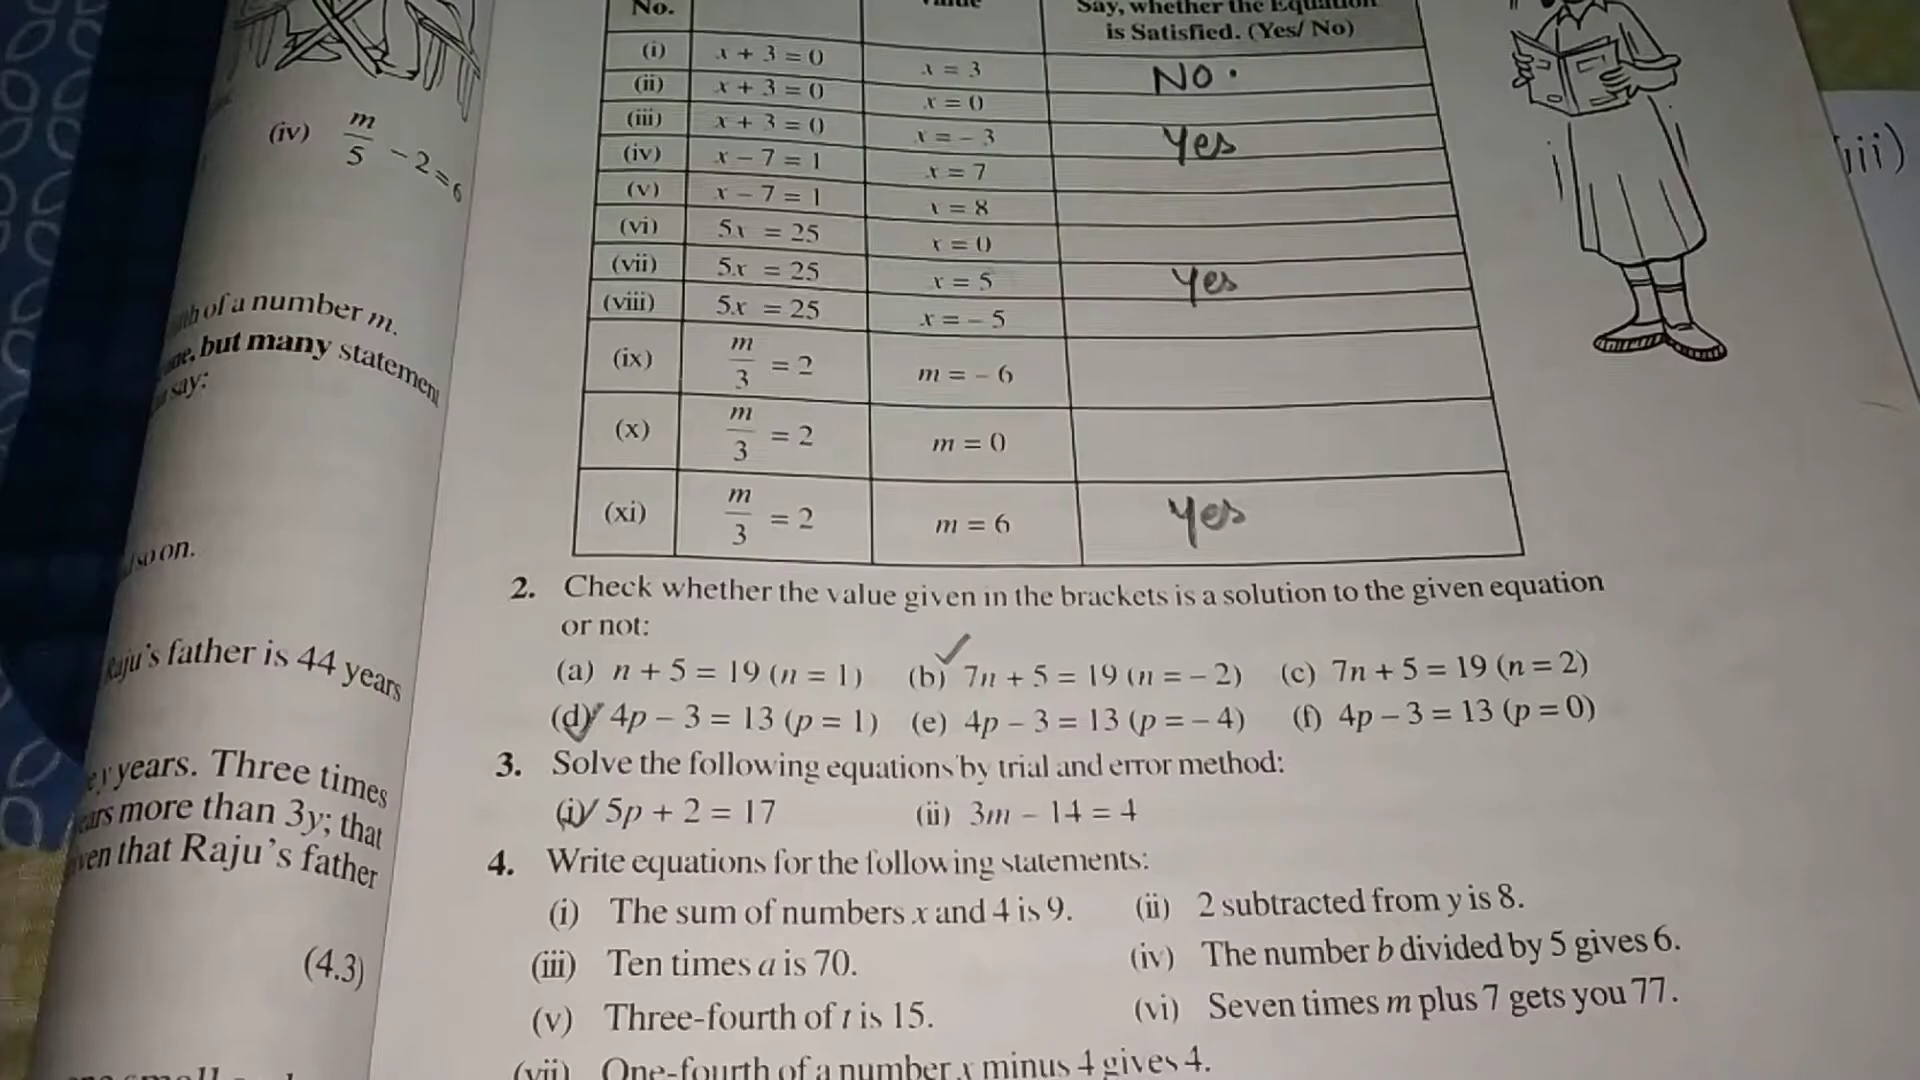 No.
Say, whether the Equation
is Satisfied. (Yes/ No)
(i) x + 3 = 0 x = 3 NO.
(ii) x + 3 = 0 x = 0
(iii) x + 3 = 0 x = – 3 Yes
(iv) x – 7 = 1 x = 7
(v) x – 7 = 1 x = 8
(vi) 5x = 25 x = 0
(vii) 5x = 25 x = 5 Yes
(viii) 5x = 25 x = – 5
(ix) m/3 = 2 m = – 6
(x) m/3 = 2 m = 0
(xi) m/3 = 2 m = 6 Yes
2. Check whether the value given in the brackets is a solution to the given equation
or not:
(a) n + 5 = 19 (n = 1) (b) 7n + 5 = 19 (n = – 2) (c) 7n + 5 = 19 (n = 2)
(d) 4p – 3 = 13 (p = 1) (e) 4p – 3 = 13 (p = – 4) (f) 4p – 3 = 13 (p = 0)
3. Solve the following equations by trial and error method:
(i) 5p + 2 = 17 (ii) 3m – 14 = 4
4. Write equations for the following statements:
(i) The sum of numbers x and 4 is 9. (ii) 2 subtracted from y is 8.
(iii) Ten times a is 70. (iv) The number b divided by 5 gives 6.
(v) Three-fourth of t is 15. (vi) Seven times m plus 7 gets you 77.
(vii) One-fourth of a number x minus 4 gives 4.
(iv) m/5 – 2 = 6
of a number m.
but many statement
say:
so on.
Raju's father is 44 years
y years. Three times
more than 3y; that
that Raju's father
(4.3)
iii)